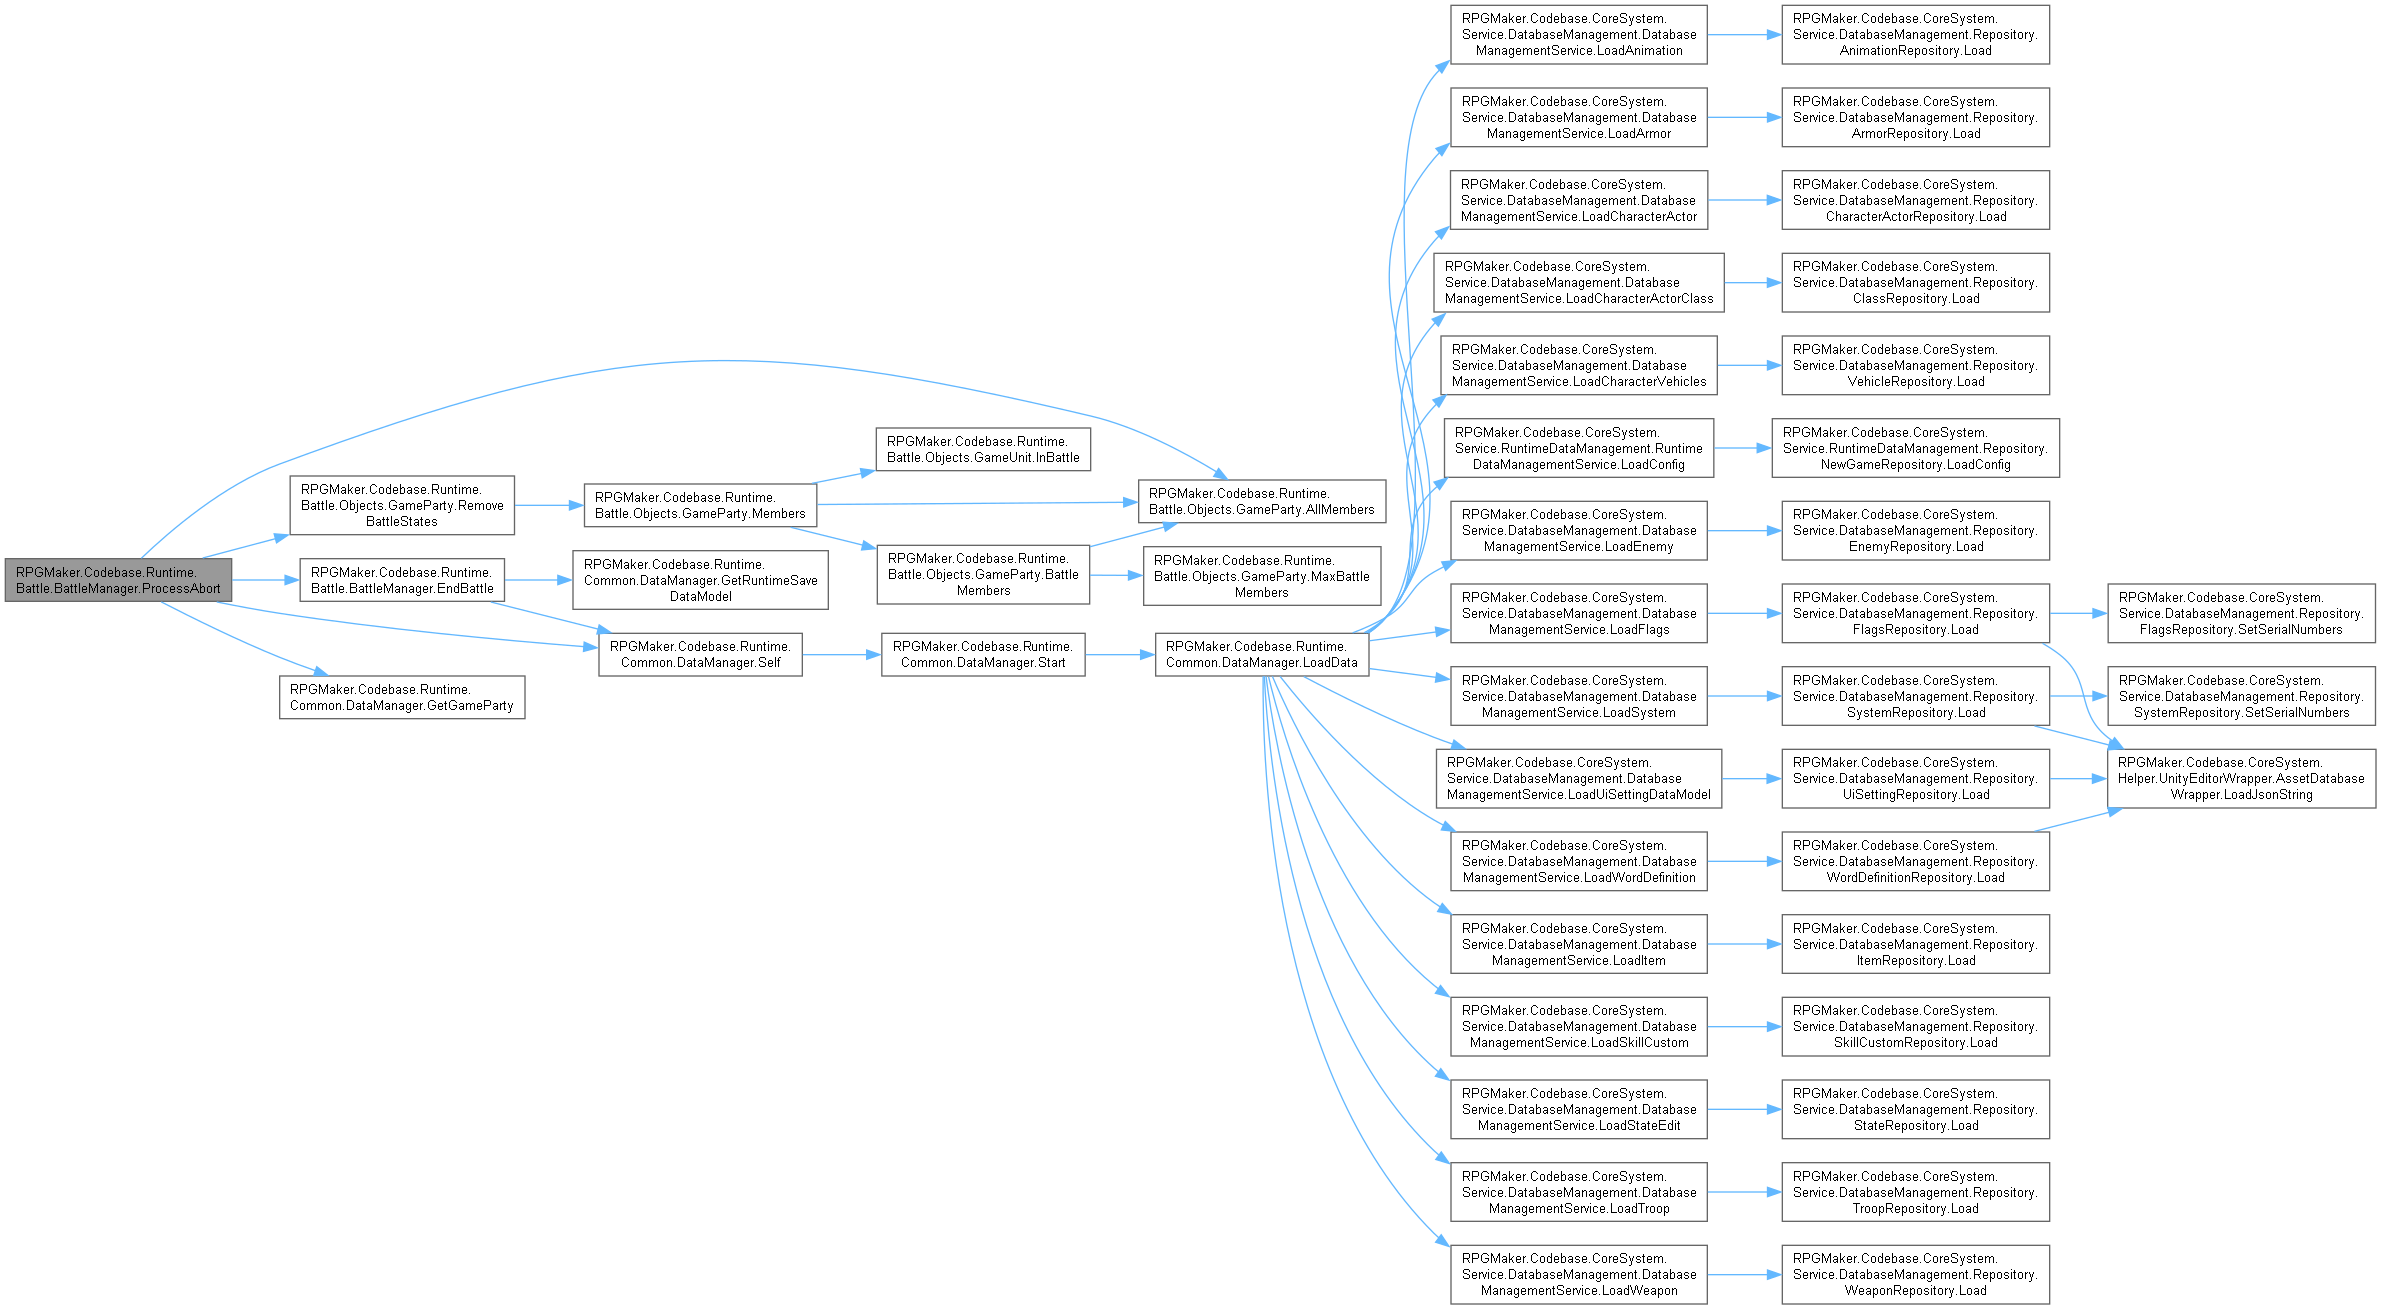 RPGMaker.Codebase.Runtime.
Battle.BattleManager.ProcessAbort
RPGMaker.Codebase.Runtime.
Battle.Objects.GameParty.Remove
BattleStates
RPGMaker.Codebase.Runtime.
Battle.BattleManager.EndBattle
RPGMaker.Codebase.Runtime.
Common.DataManager.GetGameParty
RPGMaker.Codebase.Runtime.
Battle.Objects.GameParty.Members
RPGMaker.Codebase.Runtime.
Common.DataManager.GetRuntimeSave
DataModel
RPGMaker.Codebase.Runtime.
Common.DataManager.Self
RPGMaker.Codebase.Runtime.
Battle.Objects.GameUnit.InBattle
RPGMaker.Codebase.Runtime.
Battle.Objects.GameParty.Battle
Members
RPGMaker.Codebase.Runtime.
Common.DataManager.Start
RPGMaker.Codebase.Runtime.
Battle.Objects.GameParty.AllMembers
RPGMaker.Codebase.Runtime.
Battle.Objects.GameParty.MaxBattle
Members
RPGMaker.Codebase.Runtime.
Common.DataManager.LoadData
RPGMaker.Codebase.CoreSystem.
Service.DatabaseManagement.Database
ManagementService.LoadAnimation
RPGMaker.Codebase.CoreSystem.
Service.DatabaseManagement.Database
ManagementService.LoadArmor
RPGMaker.Codebase.CoreSystem.
Service.DatabaseManagement.Database
ManagementService.LoadCharacterActor
RPGMaker.Codebase.CoreSystem.
Service.DatabaseManagement.Database
ManagementService.LoadCharacterActorClass
RPGMaker.Codebase.CoreSystem.
Service.DatabaseManagement.Database
ManagementService.LoadCharacterVehicles
RPGMaker.Codebase.CoreSystem.
Service.RuntimeDataManagement.Runtime
DataManagementService.LoadConfig
RPGMaker.Codebase.CoreSystem.
Service.DatabaseManagement.Database
ManagementService.LoadEnemy
RPGMaker.Codebase.CoreSystem.
Service.DatabaseManagement.Database
ManagementService.LoadFlags
RPGMaker.Codebase.CoreSystem.
Service.DatabaseManagement.Database
ManagementService.LoadSystem
RPGMaker.Codebase.CoreSystem.
Service.DatabaseManagement.Database
ManagementService.LoadUiSettingDataModel
RPGMaker.Codebase.CoreSystem.
Service.DatabaseManagement.Database
ManagementService.LoadWordDefinition
RPGMaker.Codebase.CoreSystem.
Service.DatabaseManagement.Database
ManagementService.LoadItem
RPGMaker.Codebase.CoreSystem.
Service.DatabaseManagement.Database
ManagementService.LoadSkillCustom
RPGMaker.Codebase.CoreSystem.
Service.DatabaseManagement.Database
ManagementService.LoadStateEdit
RPGMaker.Codebase.CoreSystem.
Service.DatabaseManagement.Database
ManagementService.LoadTroop
RPGMaker.Codebase.CoreSystem.
Service.DatabaseManagement.Database
ManagementService.LoadWeapon
RPGMaker.Codebase.CoreSystem.
Service.DatabaseManagement.Repository.
AnimationRepository.Load
RPGMaker.Codebase.CoreSystem.
Service.DatabaseManagement.Repository.
ArmorRepository.Load
RPGMaker.Codebase.CoreSystem.
Service.DatabaseManagement.Repository.
CharacterActorRepository.Load
RPGMaker.Codebase.CoreSystem.
Service.DatabaseManagement.Repository.
ClassRepository.Load
RPGMaker.Codebase.CoreSystem.
Service.DatabaseManagement.Repository.
VehicleRepository.Load
RPGMaker.Codebase.CoreSystem.
Service.RuntimeDataManagement.Repository.
NewGameRepository.LoadConfig
RPGMaker.Codebase.CoreSystem.
Service.DatabaseManagement.Repository.
EnemyRepository.Load
RPGMaker.Codebase.CoreSystem.
Service.DatabaseManagement.Repository.
FlagsRepository.Load
RPGMaker.Codebase.CoreSystem.
Service.DatabaseManagement.Repository.
SystemRepository.Load
RPGMaker.Codebase.CoreSystem.
Service.DatabaseManagement.Repository.
UiSettingRepository.Load
RPGMaker.Codebase.CoreSystem.
Service.DatabaseManagement.Repository.
WordDefinitionRepository.Load
RPGMaker.Codebase.CoreSystem.
Service.DatabaseManagement.Repository.
ItemRepository.Load
RPGMaker.Codebase.CoreSystem.
Service.DatabaseManagement.Repository.
SkillCustomRepository.Load
RPGMaker.Codebase.CoreSystem.
Service.DatabaseManagement.Repository.
StateRepository.Load
RPGMaker.Codebase.CoreSystem.
Service.DatabaseManagement.Repository.
TroopRepository.Load
RPGMaker.Codebase.CoreSystem.
Service.DatabaseManagement.Repository.
WeaponRepository.Load
RPGMaker.Codebase.CoreSystem.
Service.DatabaseManagement.Repository.
FlagsRepository.SetSerialNumbers
RPGMaker.Codebase.CoreSystem.
Service.DatabaseManagement.Repository.
SystemRepository.SetSerialNumbers
RPGMaker.Codebase.CoreSystem.
Helper.UnityEditorWrapper.AssetDatabase
Wrapper.LoadJsonString